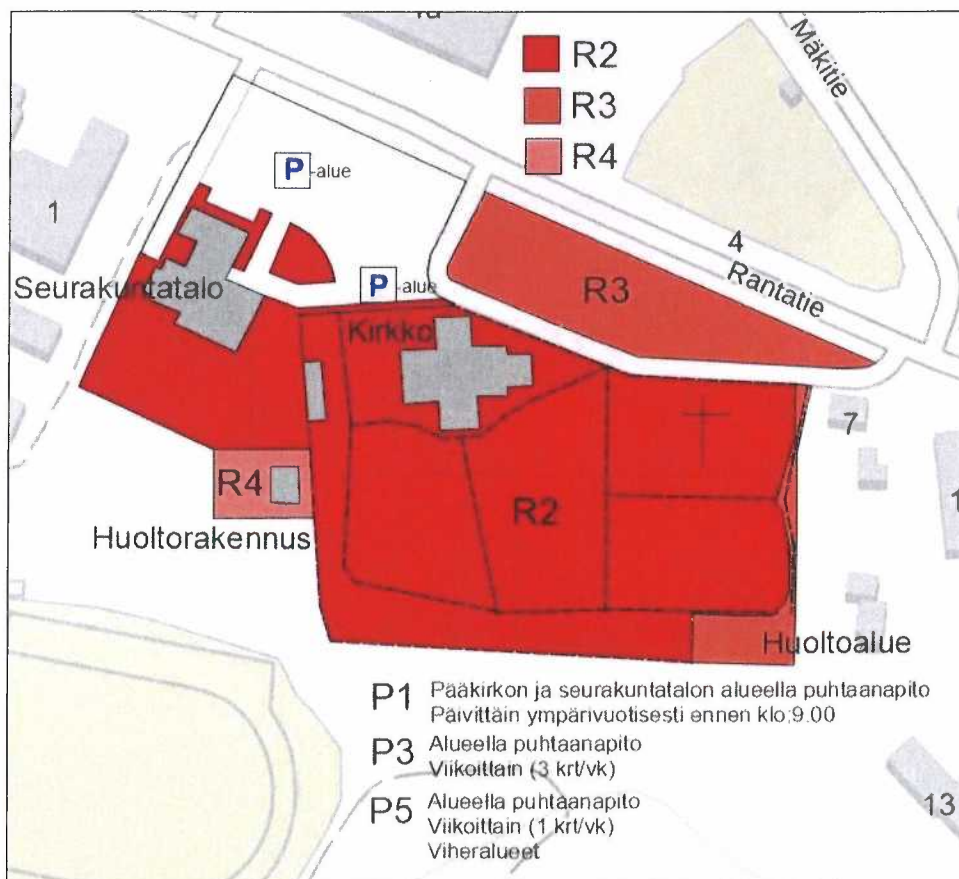 R2
R3
R4
Mäkitie
P-alue
1
4
Rantatie
Seurakuntatalo
P-alue
R3
Kirkko
7
R4
R2
1
Huoltorakennus
Huoltoalue
P1 Pääkirkon ja seurakuntatalon alueella puhtaanapito
Päivittäin ympärivuotisesti ennen klo;9.00
P3 Alueella puhtaanapito
Viikoittain (3 krt/vk)
P5 Alueella puhtaanapito
Viikoittain (1 krt/vk)
Viheralueet
13